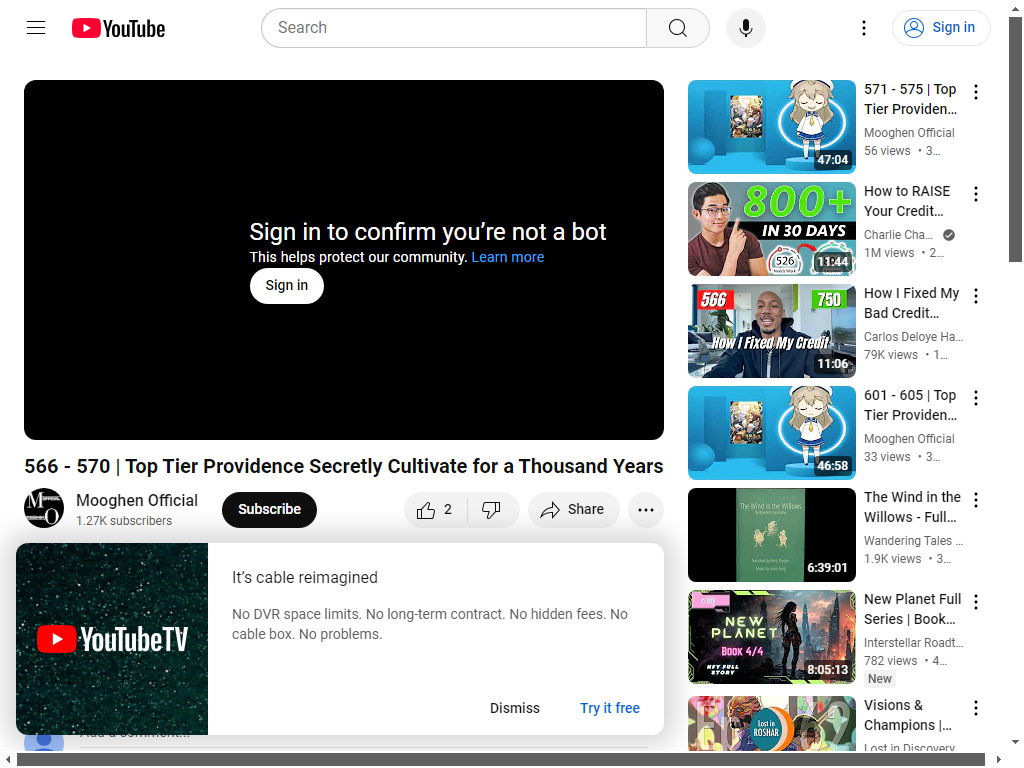 YouTube
Search
Sign in
Sign in to confirm you’re not a bot
This helps protect our community. Learn more
Sign in
566 - 570 | Top Tier Providence Secretly Cultivate for a Thousand Years
Mooghen Official
1.27K subscribers
Subscribe
2
Share
YouTubeTV
It’s cable reimagined
No DVR space limits. No long-term contract. No hidden fees. No
cable box. No problems.
Dismiss
Try it free
Add a comment...
47:04
571 - 575 | Top
Tier Providen…
Mooghen Official
56 views • 3…
800+
IN 30 DAYS
526
11:44
How to RAISE
Your Credit…
Charlie Cha…
1M views • 2…
566
750
How I Fixed My Credit
11:06
How I Fixed My
Bad Credit…
Carlos Deloye Ha…
79K views • 1…
46:58
601 - 605 | Top
Tier Providen…
Mooghen Official
33 views • 3…
The Wind in the Willows
6:39:01
The Wind in the
Willows - Full…
Wandering Tales …
1.9K views • 3…
NEW
PLANET
BOOK 4/4
HFY FULL
STORY
8:05:13
New Planet Full
Series | Book…
Interstellar Roadt…
782 views • 4…
New
Lost in
ROSHAR
Visions &
Champions |…
Lost in Discovery